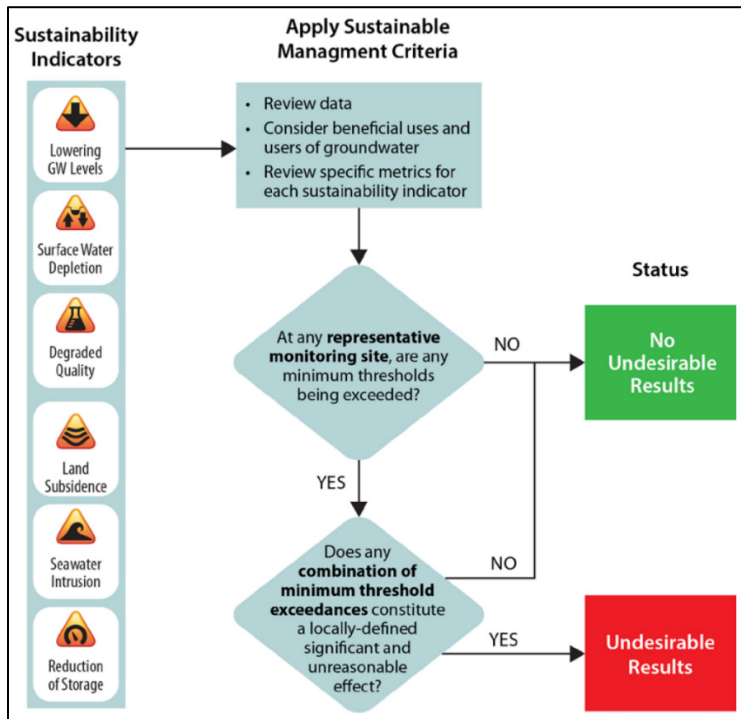 Sustainability
Indicators
Lowering
GW Levels
Surface Water
Depletion
Degraded
Quality
Land
Subsidence
Seawater
Intrusion
Reduction
of Storage
Apply Sustainable
Managment Criteria
• Review data
• Consider beneficial uses and
users of groundwater
• Review specific metrics for
each sustainability indicator
At any representative
monitoring site, are any
minimum thresholds
being exceeded?
NO
YES
Does any
combination of
minimum threshold
exceedances constitute
a locally-defined
significant and
unreasonable
effect?
NO
YES
Status
No
Undesirable
Results
Undesirable
Results